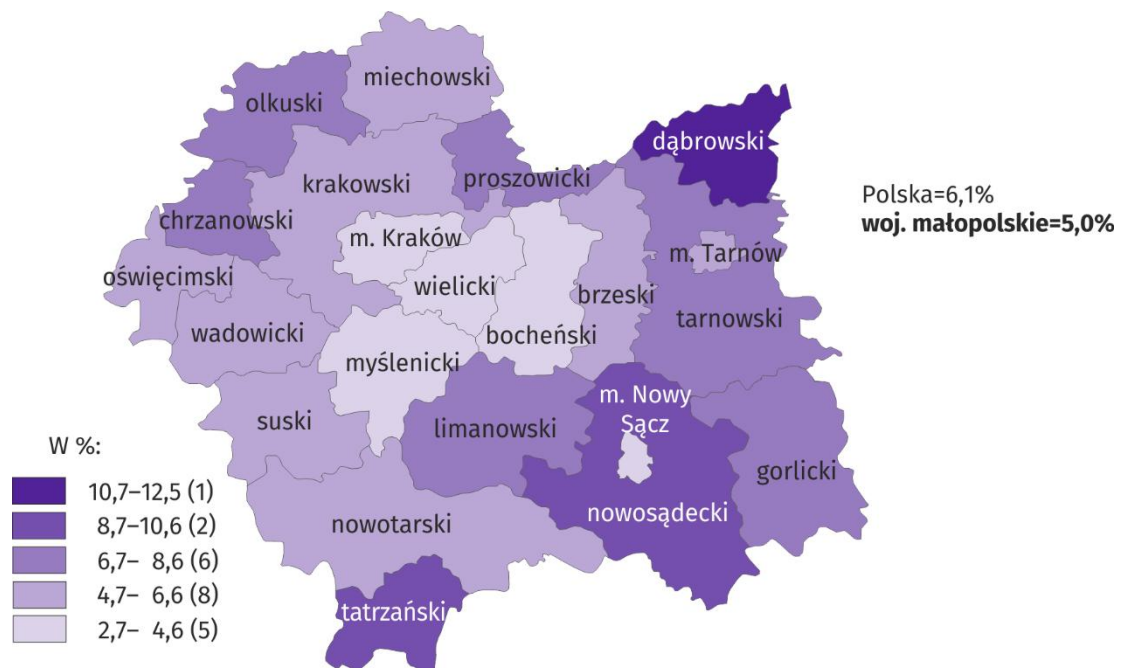 miechowski
olkuski
dąbrowski
proszowicki
krakowski
Polska=6,1%
woj. małopolskie=5,0%
chrzanowski
m. Kraków
m. Tarnów
oświęcimski
wielicki
brzeski
tarnowski
wadowicki
bocheński
myślenicki
m. Nowy
Sącz
suski
limanowski
gorlicki
nowosądecki
nowotarski
tatrzański
W %:
10,7–12,5 (1)
8,7–10,6 (2)
6,7– 8,6 (6)
4,7– 6,6 (8)
2,7– 4,6 (5)